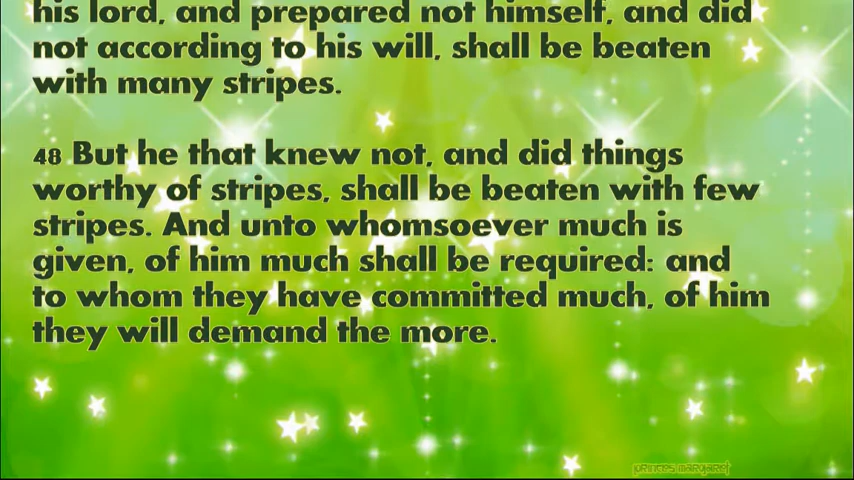 his lord, and prepared not himself, and did
not according to his will, shall be beaten
with many stripes.
48 But he that knew not, and did things
worthy of stripes, shall be beaten with few
stripes. And unto whomsoever much is
given, of him much shall be required: and
to whom they have committed much, of him
they will demand the more.
princes margaret